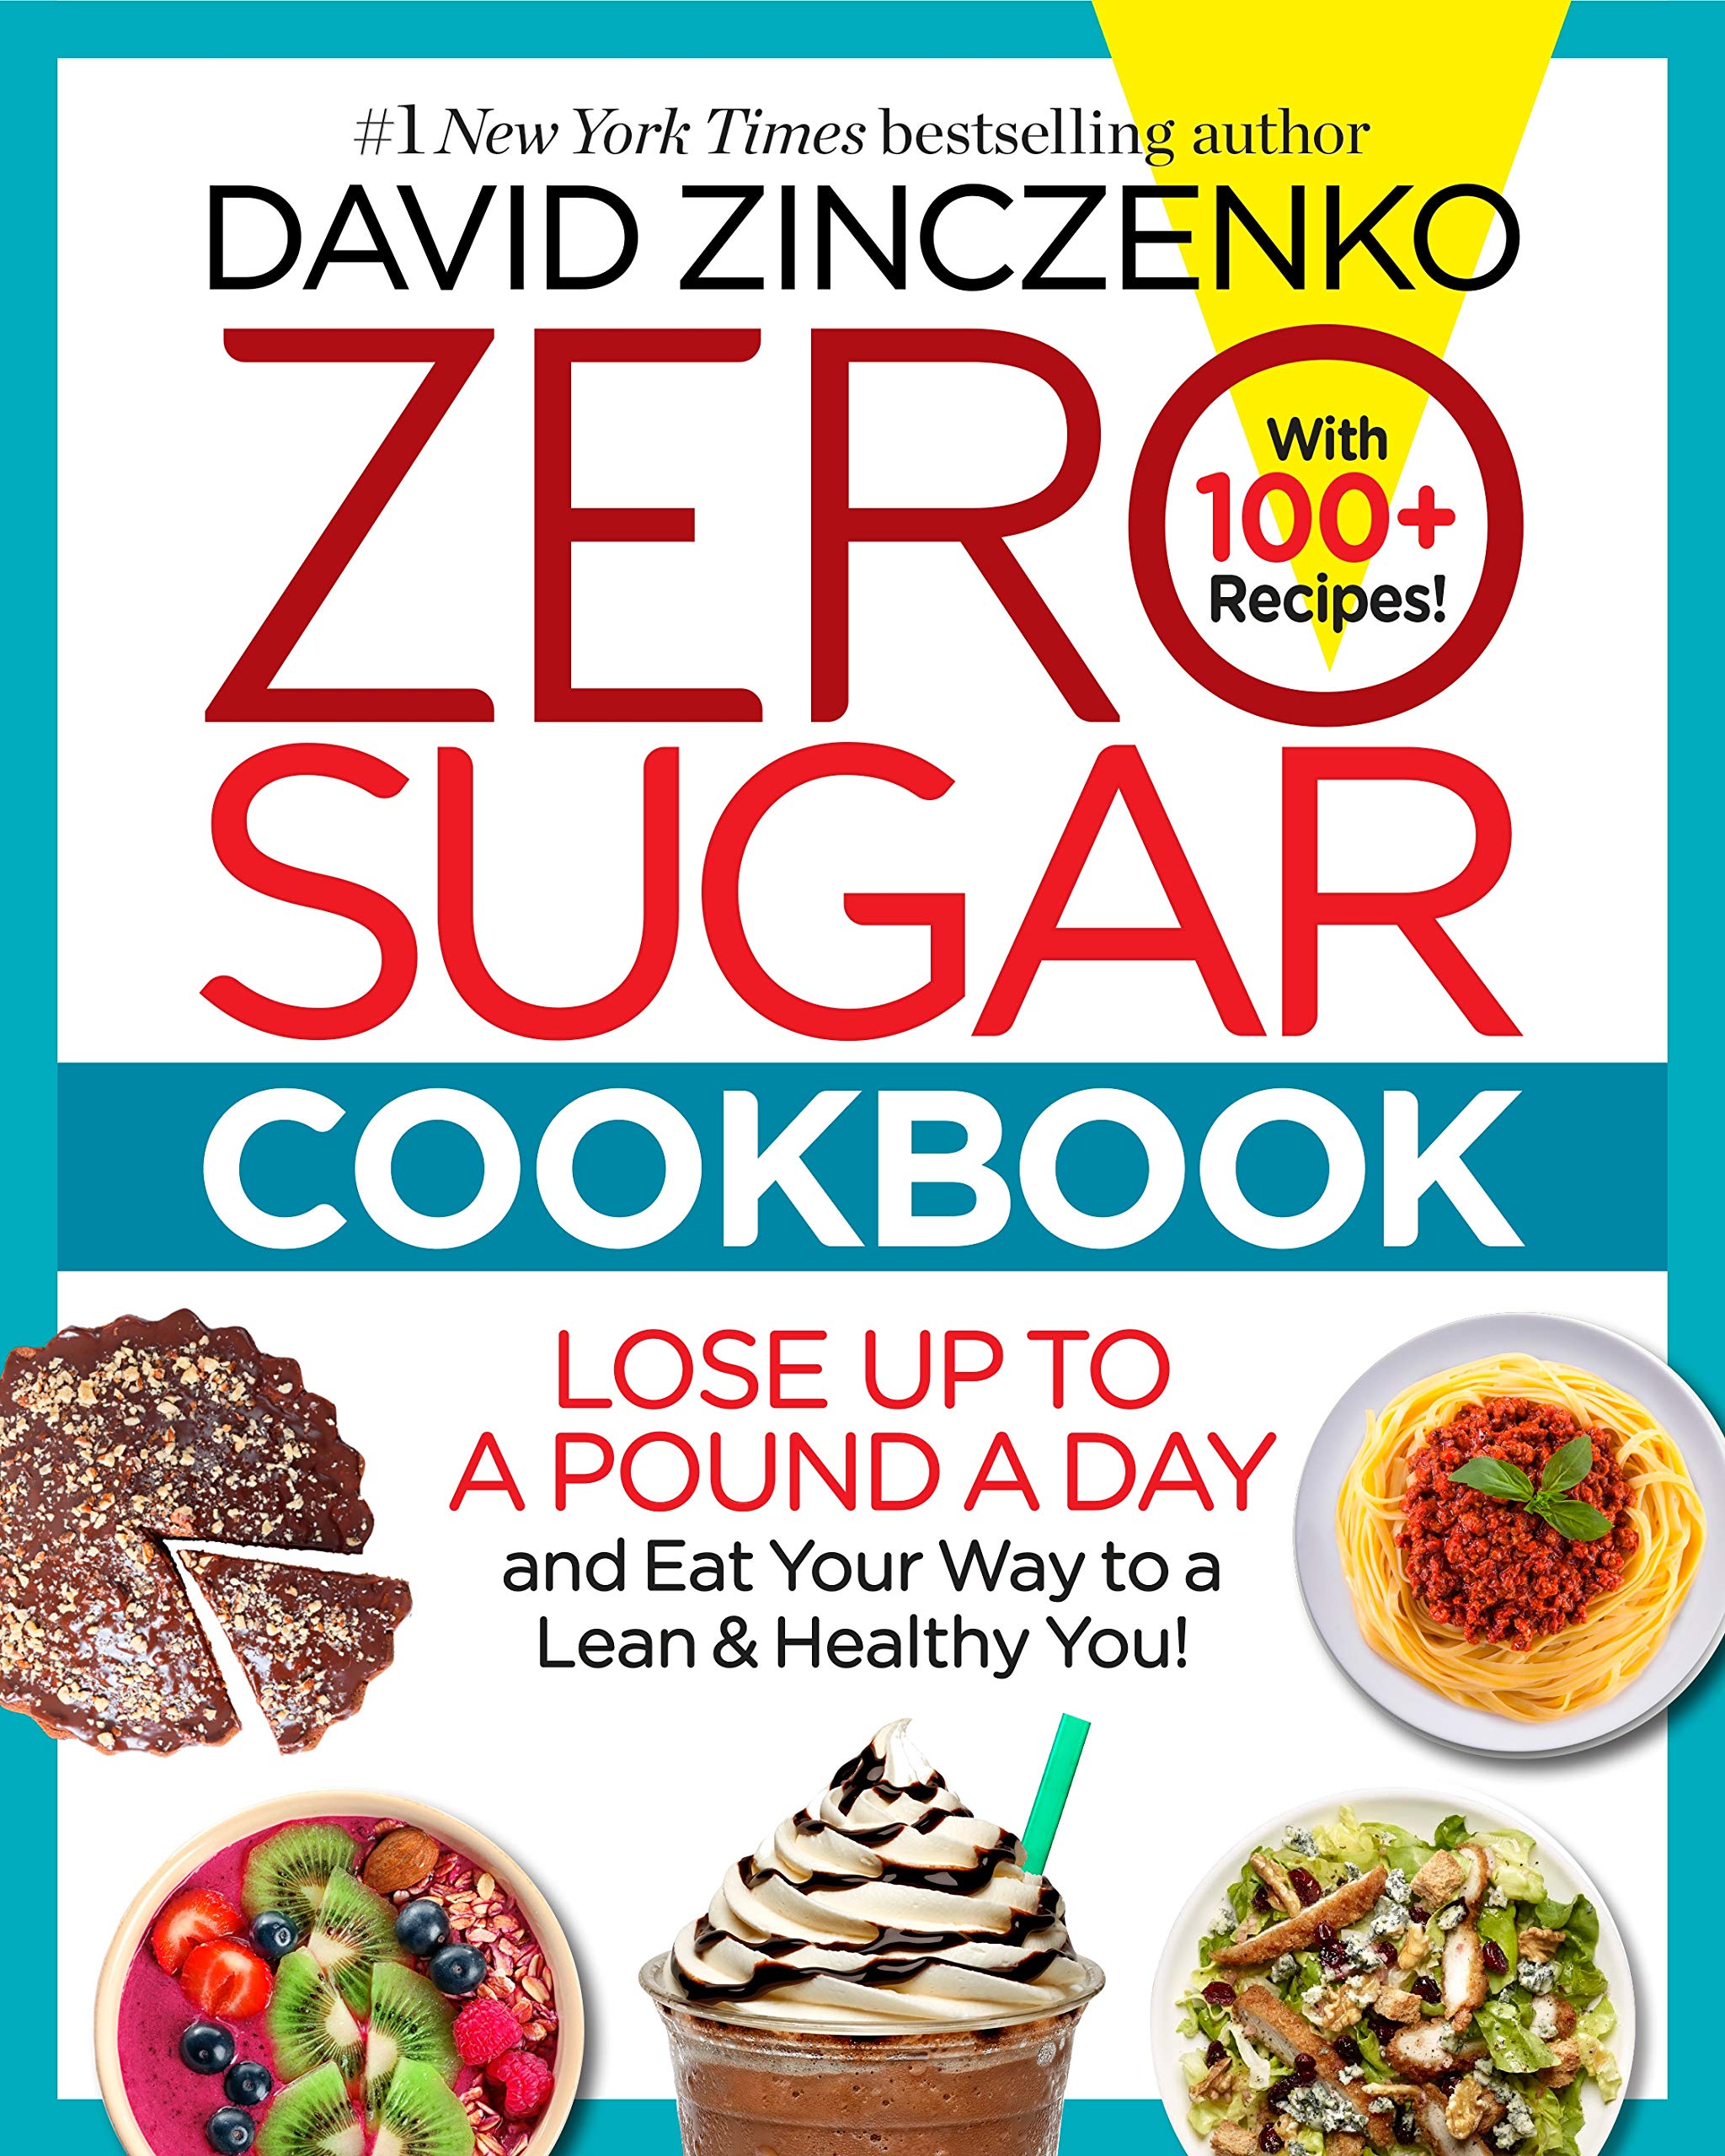 #1 New York Times bestselling author
DAVID ZINCZENKO
ZERO
With
100+
Recipes!
SUGAR
COOKBOOK
LOSE UP TO
A POUND A DAY
and Eat Your Way to a
Lean & Healthy You!